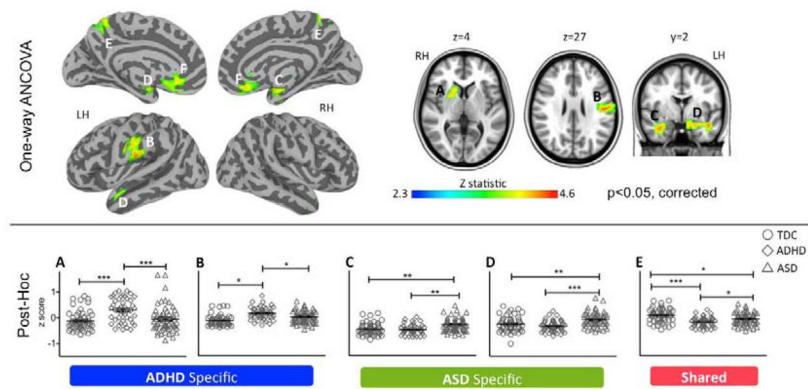 One-way ANCOVA
E
D
F
E
F
C
LH
RH
B
D
z=4
z=27
y=2
RH
LH
A
B
C
D
Z statistic
2.3
4.6
p<0.05, corrected
Post-Hoc
z score
1
0
-1
A
***
***
B
*
*
C
**
**
D
**
***
E
*
***
*
TDC
ADHD
ASD
ADHD Specific
ASD Specific
Shared